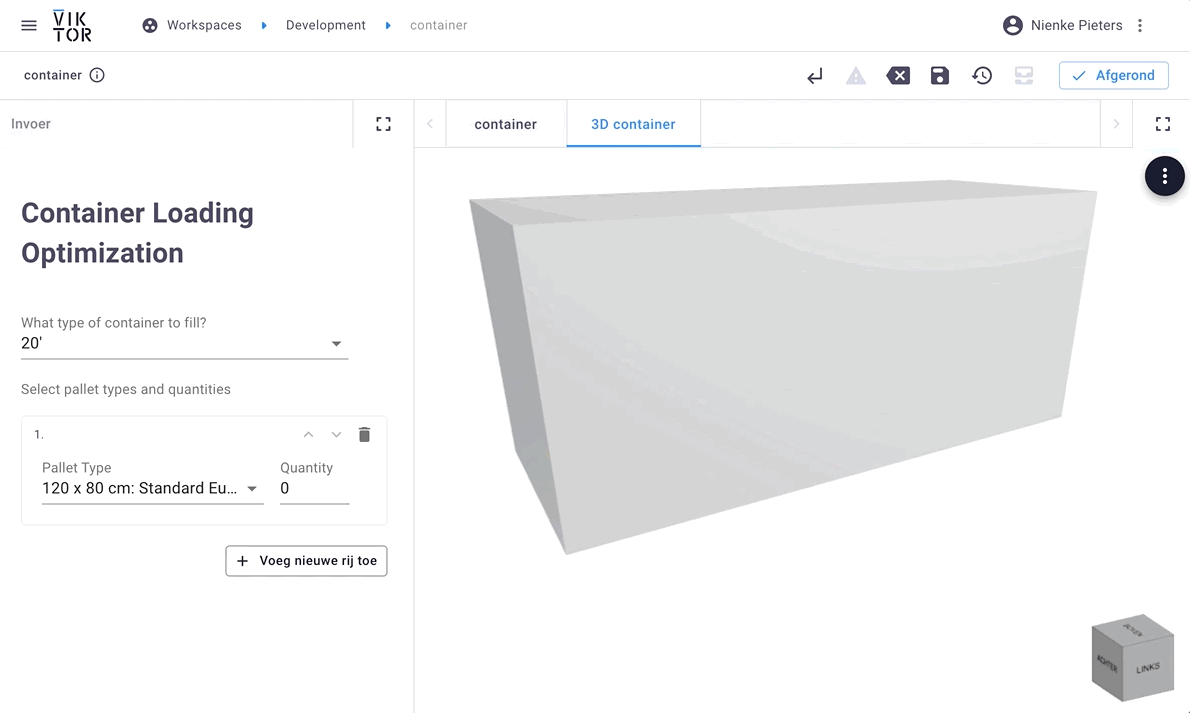 VIK
TOR
Workspaces
Development
container
Nienke Pieters
container
Afgerond
Invoer
container
3D container
Container Loading
Optimization
What type of container to fill?
20'
Select pallet types and quantities
1.
Pallet Type
Quantity
120 x 80 cm: Standard Eu...
0
+ Voeg nieuwe rij toe
BOVEN
ACHTER
LINKS